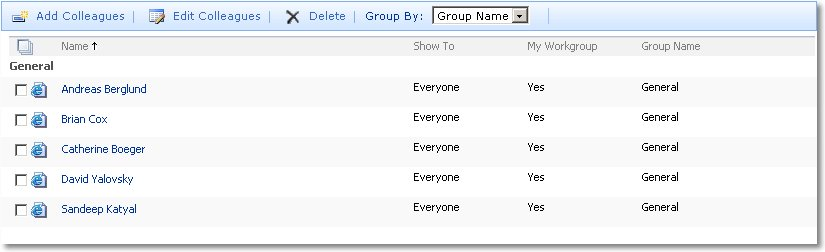 Add Colleagues | Edit Colleagues | Delete | Group By: Group Name
Name Show To My Workgroup Group Name
General
Andreas Berglund Everyone Yes General
Brian Cox Everyone Yes General
Catherine Boeger Everyone Yes General
David Yalovsky Everyone Yes General
Sandeep Katyal Everyone Yes General